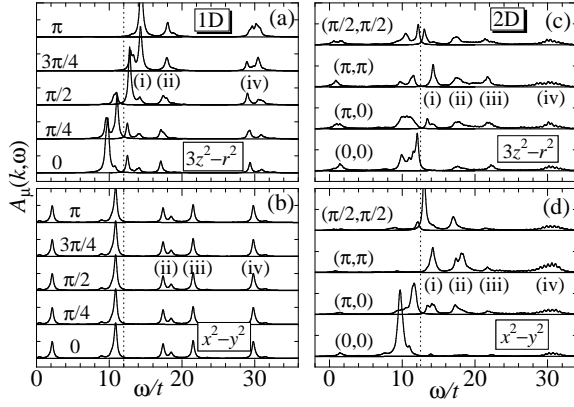 1D (a)
π
3π/4
(i) (ii) (iv)
π/2
π/4
0
3z²−r²
(b)
π
3π/4
(ii) (iii) (iv)
π/2
π/4
0
x²−y²
0 10 20 30
ω/t
A_μ(k,ω)
2D (c)
(π/2,π/2)
(π,π)
(i) (ii) (iii) (iv)
(π,0)
(0,0)
3z²−r²
(d)
(π/2,π/2)
(π,π)
(i) (ii) (iii) (iv)
(π,0)
(0,0)
x²−y²
0 10 20 30
ω/t